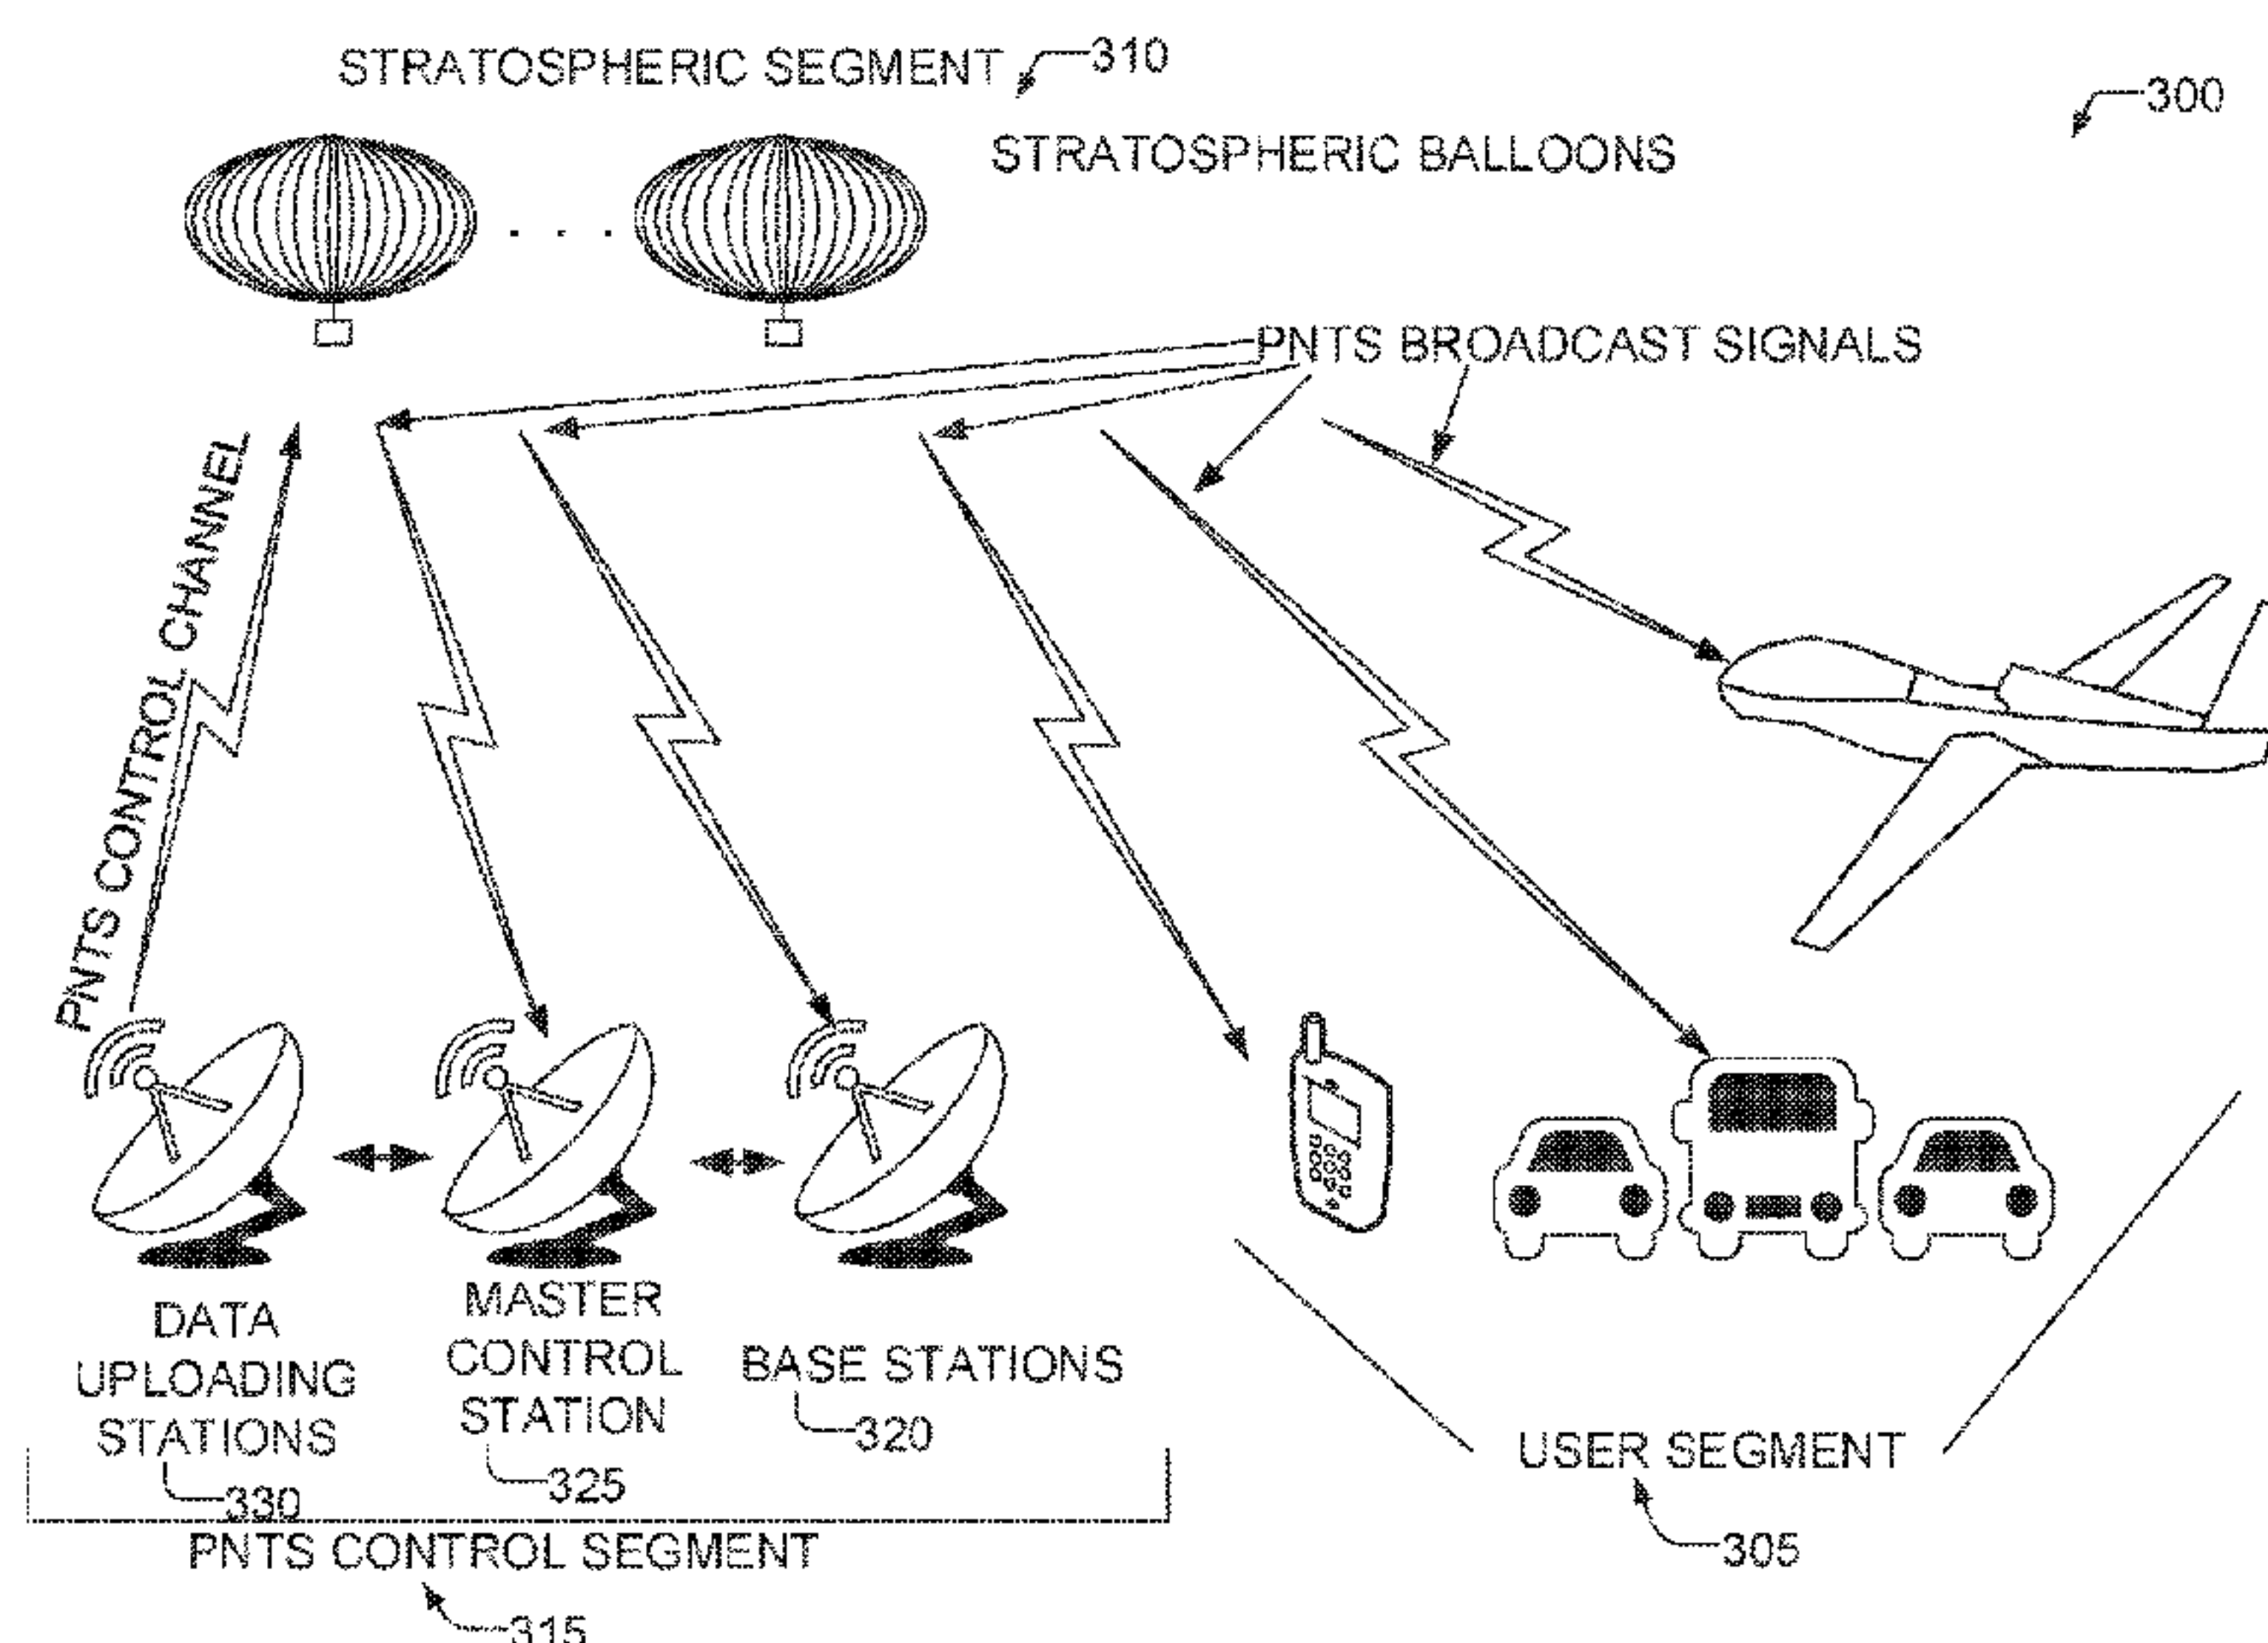 STRATOSPHERIC SEGMENT
310
300
STRATOSPHERIC BALLOONS
PNTS BROADCAST SIGNALS
PNTS CONTROL CHANNEL
DATA
UPLOADING
STATIONS
330
MASTER
CONTROL
STATION
325
BASE STATIONS
320
PNTS CONTROL SEGMENT
315
USER SEGMENT
305